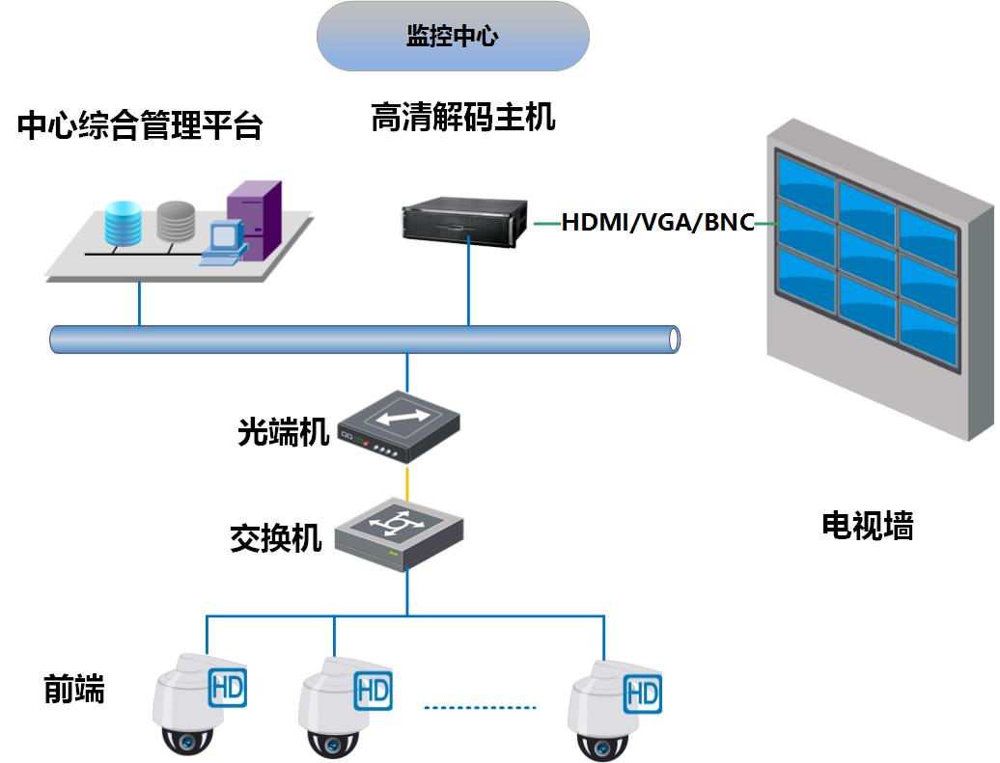 监控中心
中心综合管理平台
高清解码主机
HDMI/VGA/BNC
光端机
交换机
电视墙
前端
HD
HD
HD